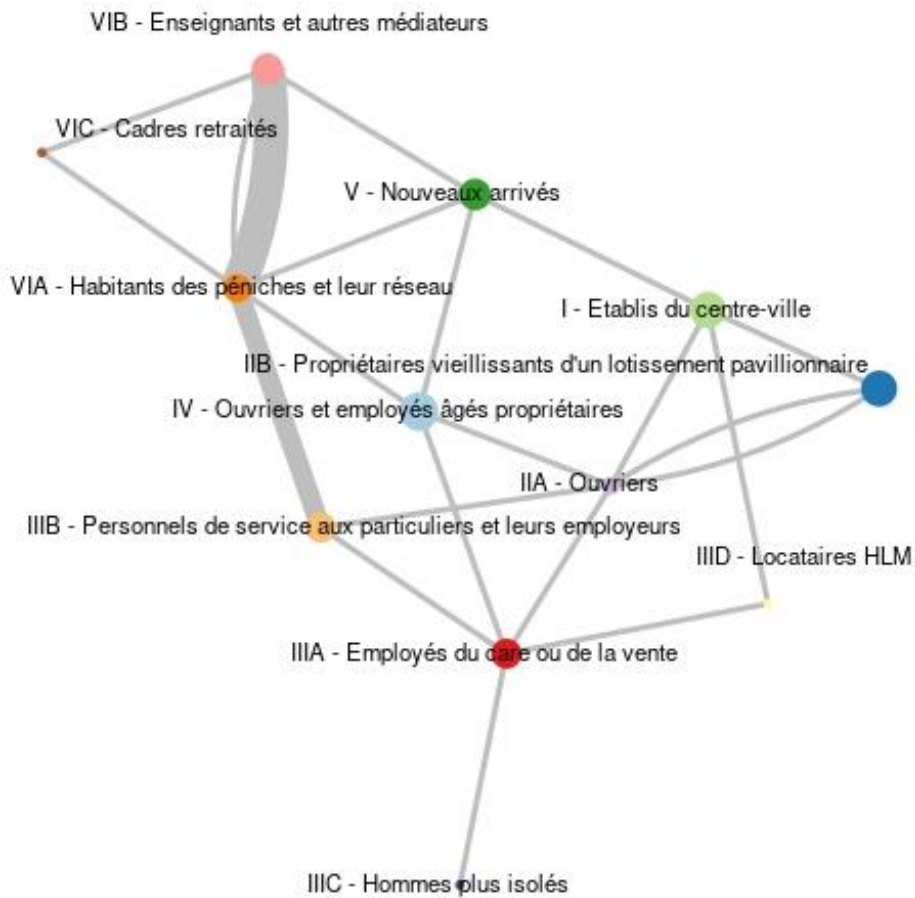 VIB - Enseignants et autres médiateurs
VIC - Cadres retraités
V - Nouveaux arrivés
VIA - Habitants des péniches et leur réseau
I - Etablis du centre-ville
IIB - Propriétaires vieillissants d'un lotissement pavillionnaire
IV - Ouvriers et employés âgés propriétaires
IIA - Ouvriers
IIIB - Personnels de service aux particuliers et leurs employeurs
IIID - Locataires HLM
IIIA - Employés du care ou de la vente
IIIC - Hommes plus isolés